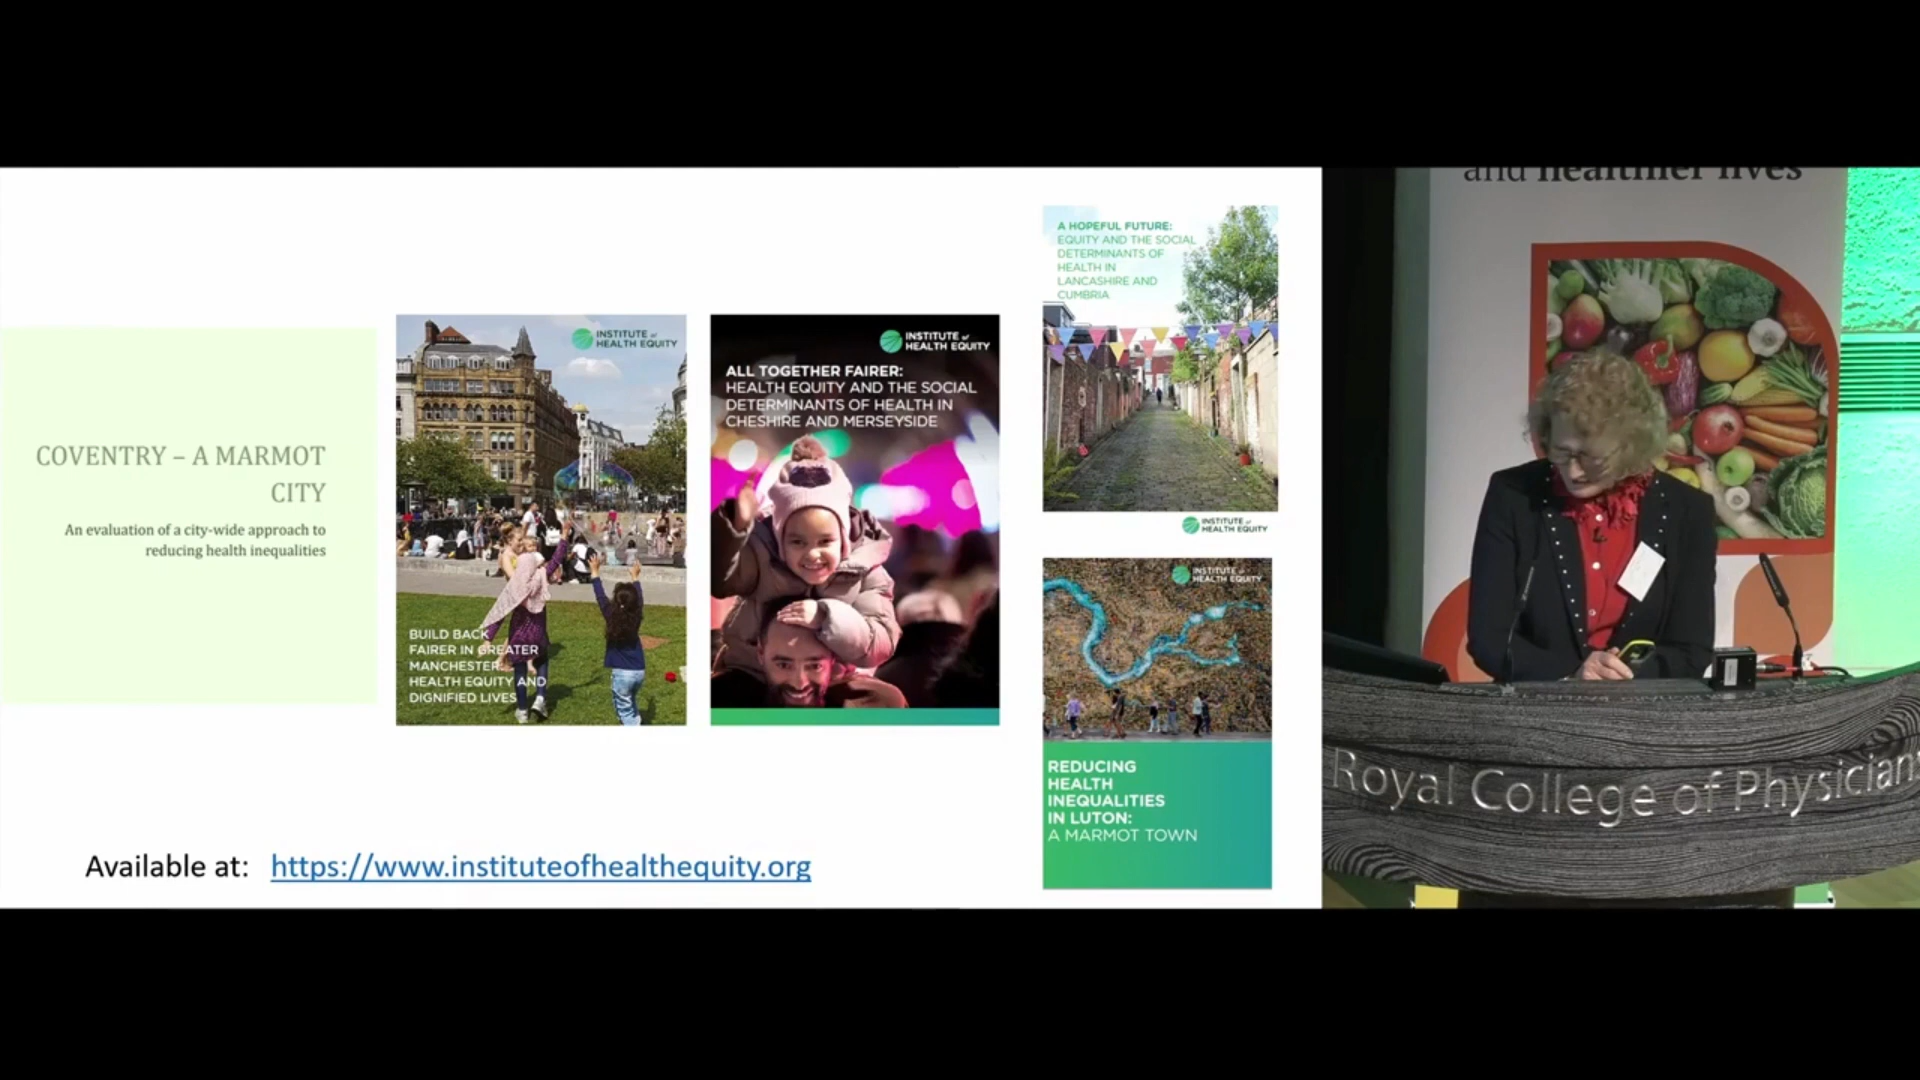 COVENTRY – A MARMOT
CITY
An evaluation of a city-wide approach to
reducing health inequalities
INSTITUTE of
HEALTH EQUITY
BUILD BACK
FAIRER IN GREATER
MANCHESTER:
HEALTH EQUITY AND
DIGNIFIED LIVES
INSTITUTE of
HEALTH EQUITY
ALL TOGETHER FAIRER:
HEALTH EQUITY AND THE SOCIAL
DETERMINANTS OF HEALTH IN
CHESHIRE AND MERSEYSIDE
A HOPEFUL FUTURE:
EQUITY AND THE SOCIAL
DETERMINANTS OF
HEALTH IN
LANCASHIRE AND
CUMBRIA
INSTITUTE of
HEALTH EQUITY
INSTITUTE of
HEALTH EQUITY
REDUCING
HEALTH
INEQUALITIES
IN LUTON:
A MARMOT TOWN
Available at: https://www.instituteofhealthequity.org
and healthier lives
Royal College of Physicians